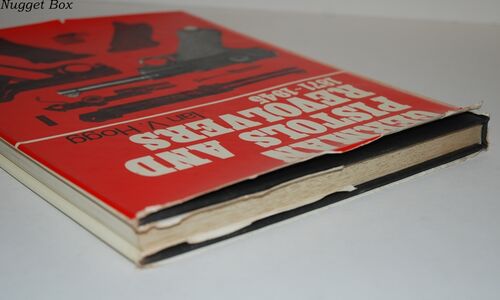 Nugget Box
GERMAN
PISTOLS AND
REVOLVERS
1871-1945
Ian V. Hogg